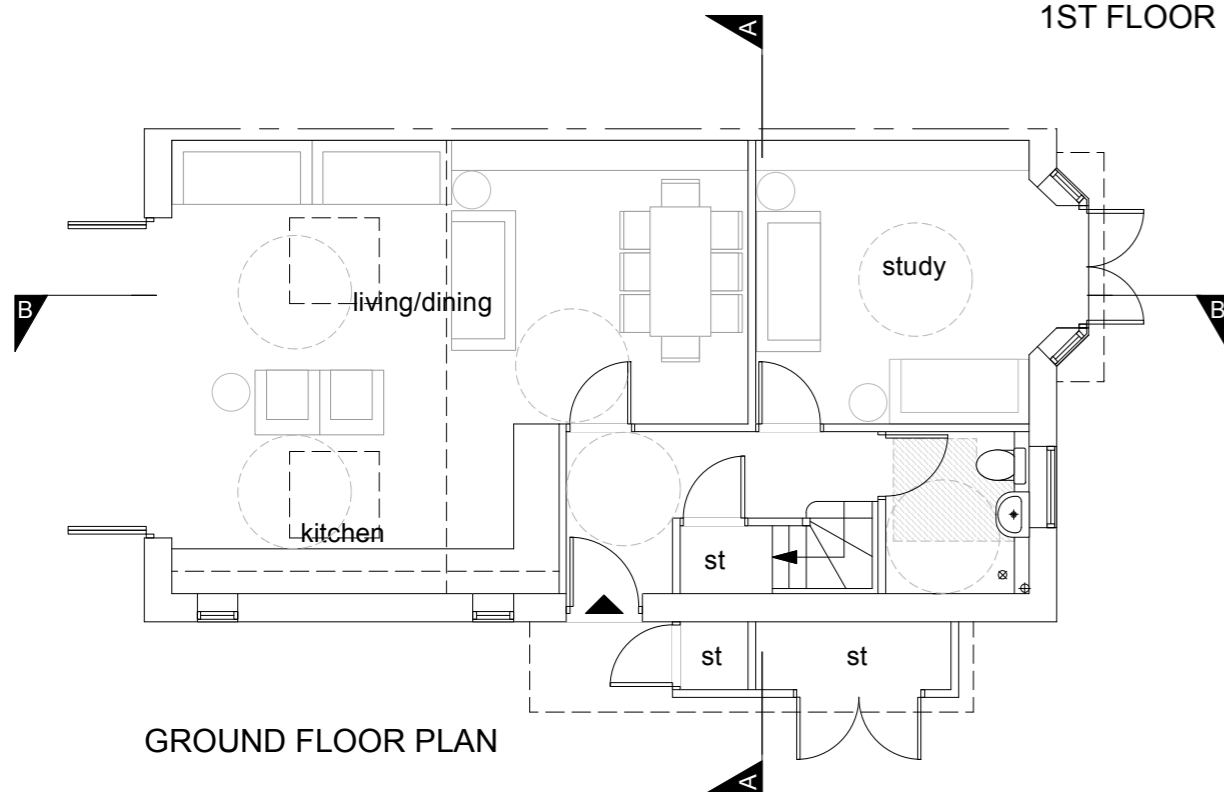 1ST FLOOR
A
study
living/dining
B
B
kitchen
st
st
st
GROUND FLOOR PLAN
A